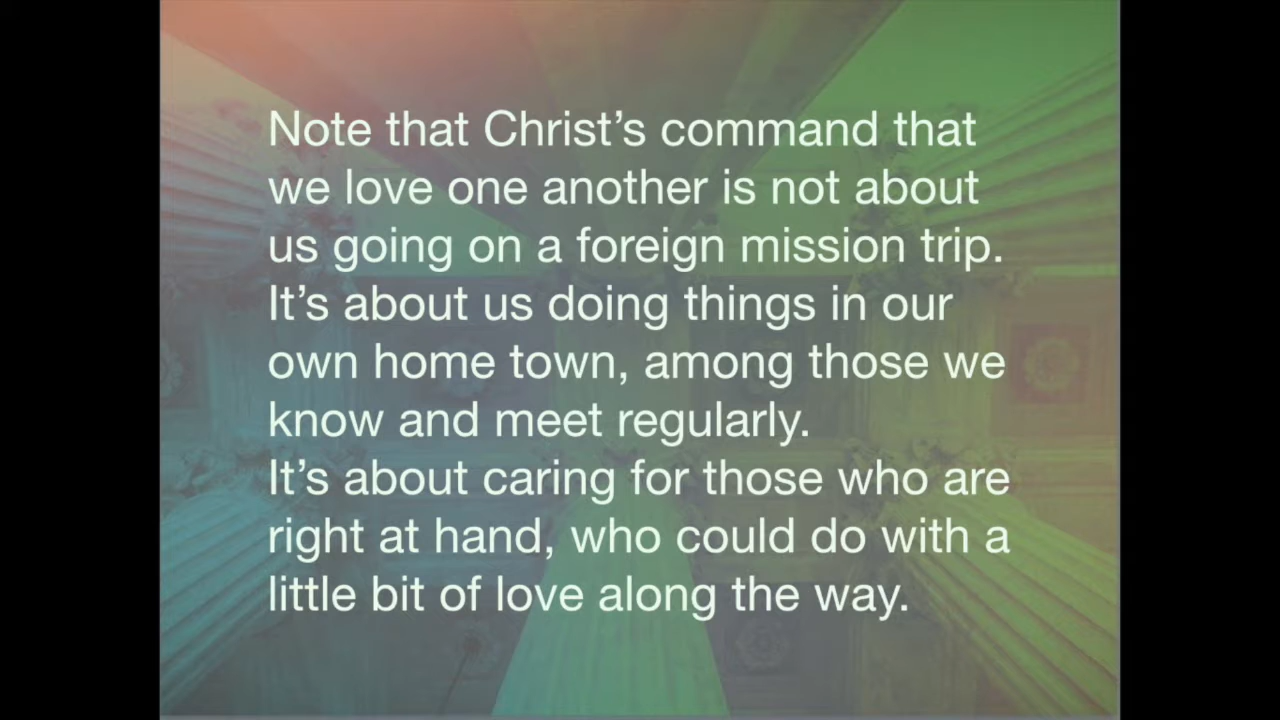 Note that Christ’s command that
we love one another is not about
us going on a foreign mission trip.
It’s about us doing things in our
own home town, among those we
know and meet regularly.
It’s about caring for those who are
right at hand, who could do with a
little bit of love along the way.